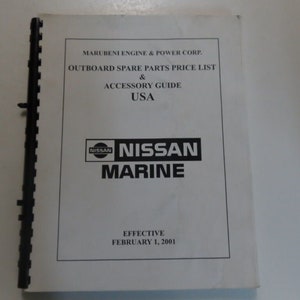 MARUBENI ENGINE & POWER CORP.
OUTBOARD SPARE PARTS PRICE LIST
&
ACCESSORY GUIDE
USA
NISSAN
NISSAN
MARINE
EFFECTIVE
FEBRUARY 1, 2001